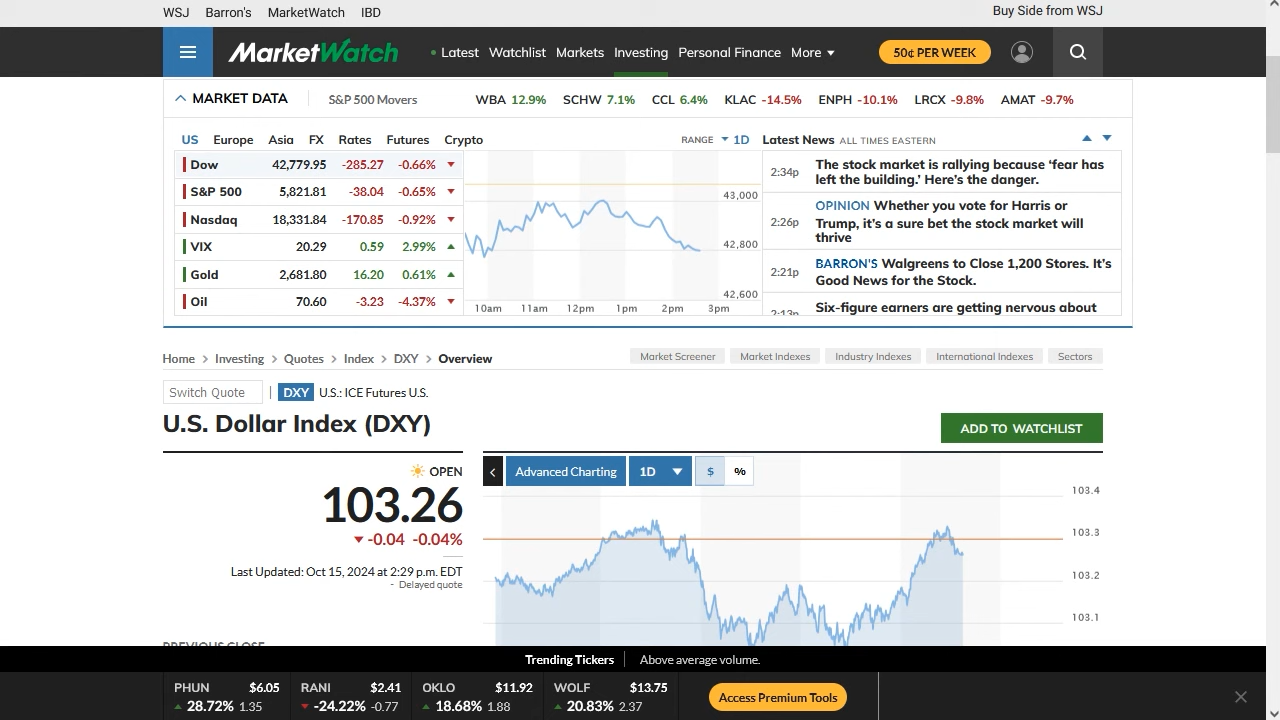 WSJ Barron's MarketWatch IBD Buy Side from WSJ
MarketWatch Latest Watchlist Markets Investing Personal Finance More 50¢ PER WEEK
MARKET DATA S&P 500 Movers WBA 12.9% SCHW 7.1% CCL 6.4% KLAC -14.5% ENPH -10.1% LRCX -9.8% AMAT -9.7%
US Europe Asia FX Rates Futures Crypto RANGE 1D Latest News ALL TIMES EASTERN
Dow 42,779.95 -285.27 -0.66%
S&P 500 5,821.81 -38.04 -0.65%
Nasdaq 18,331.84 -170.85 -0.92%
VIX 20.29 0.59 2.99%
Gold 2,681.80 16.20 0.61%
Oil 70.60 -3.23 -4.37%
43,000
42,800
42,600
10am 11am 12pm 1pm 2pm 3pm
2:34p The stock market is rallying because ‘fear has
left the building.’ Here’s the danger.
2:26p OPINION Whether you vote for Harris or
Trump, it’s a sure bet the stock market will
thrive
2:21p BARRON'S Walgreens to Close 1,200 Stores. It’s
Good News for the Stock.
2:13p Six-figure earners are getting nervous about
Home > Investing > Quotes > Index > DXY > Overview Market Screener Market Indexes Industry Indexes International Indexes Sectors
Switch Quote | DXY U.S.: ICE Futures U.S.
U.S. Dollar Index (DXY) ADD TO WATCHLIST
OPEN
103.26
-0.04 -0.04%
Last Updated: Oct 15, 2024 at 2:29 p.m. EDT
- Delayed quote
PREVIOUS CLOSE
Advanced Charting 1D $ %
103.4
103.3
103.2
103.1
Trending Tickers | Above average volume.
PHUN $6.05 RANI $2.41 OKLO $11.92 WOLF $13.75
28.72% 1.35 -24.22% -0.77 18.68% 1.88 20.83% 2.37
Access Premium Tools